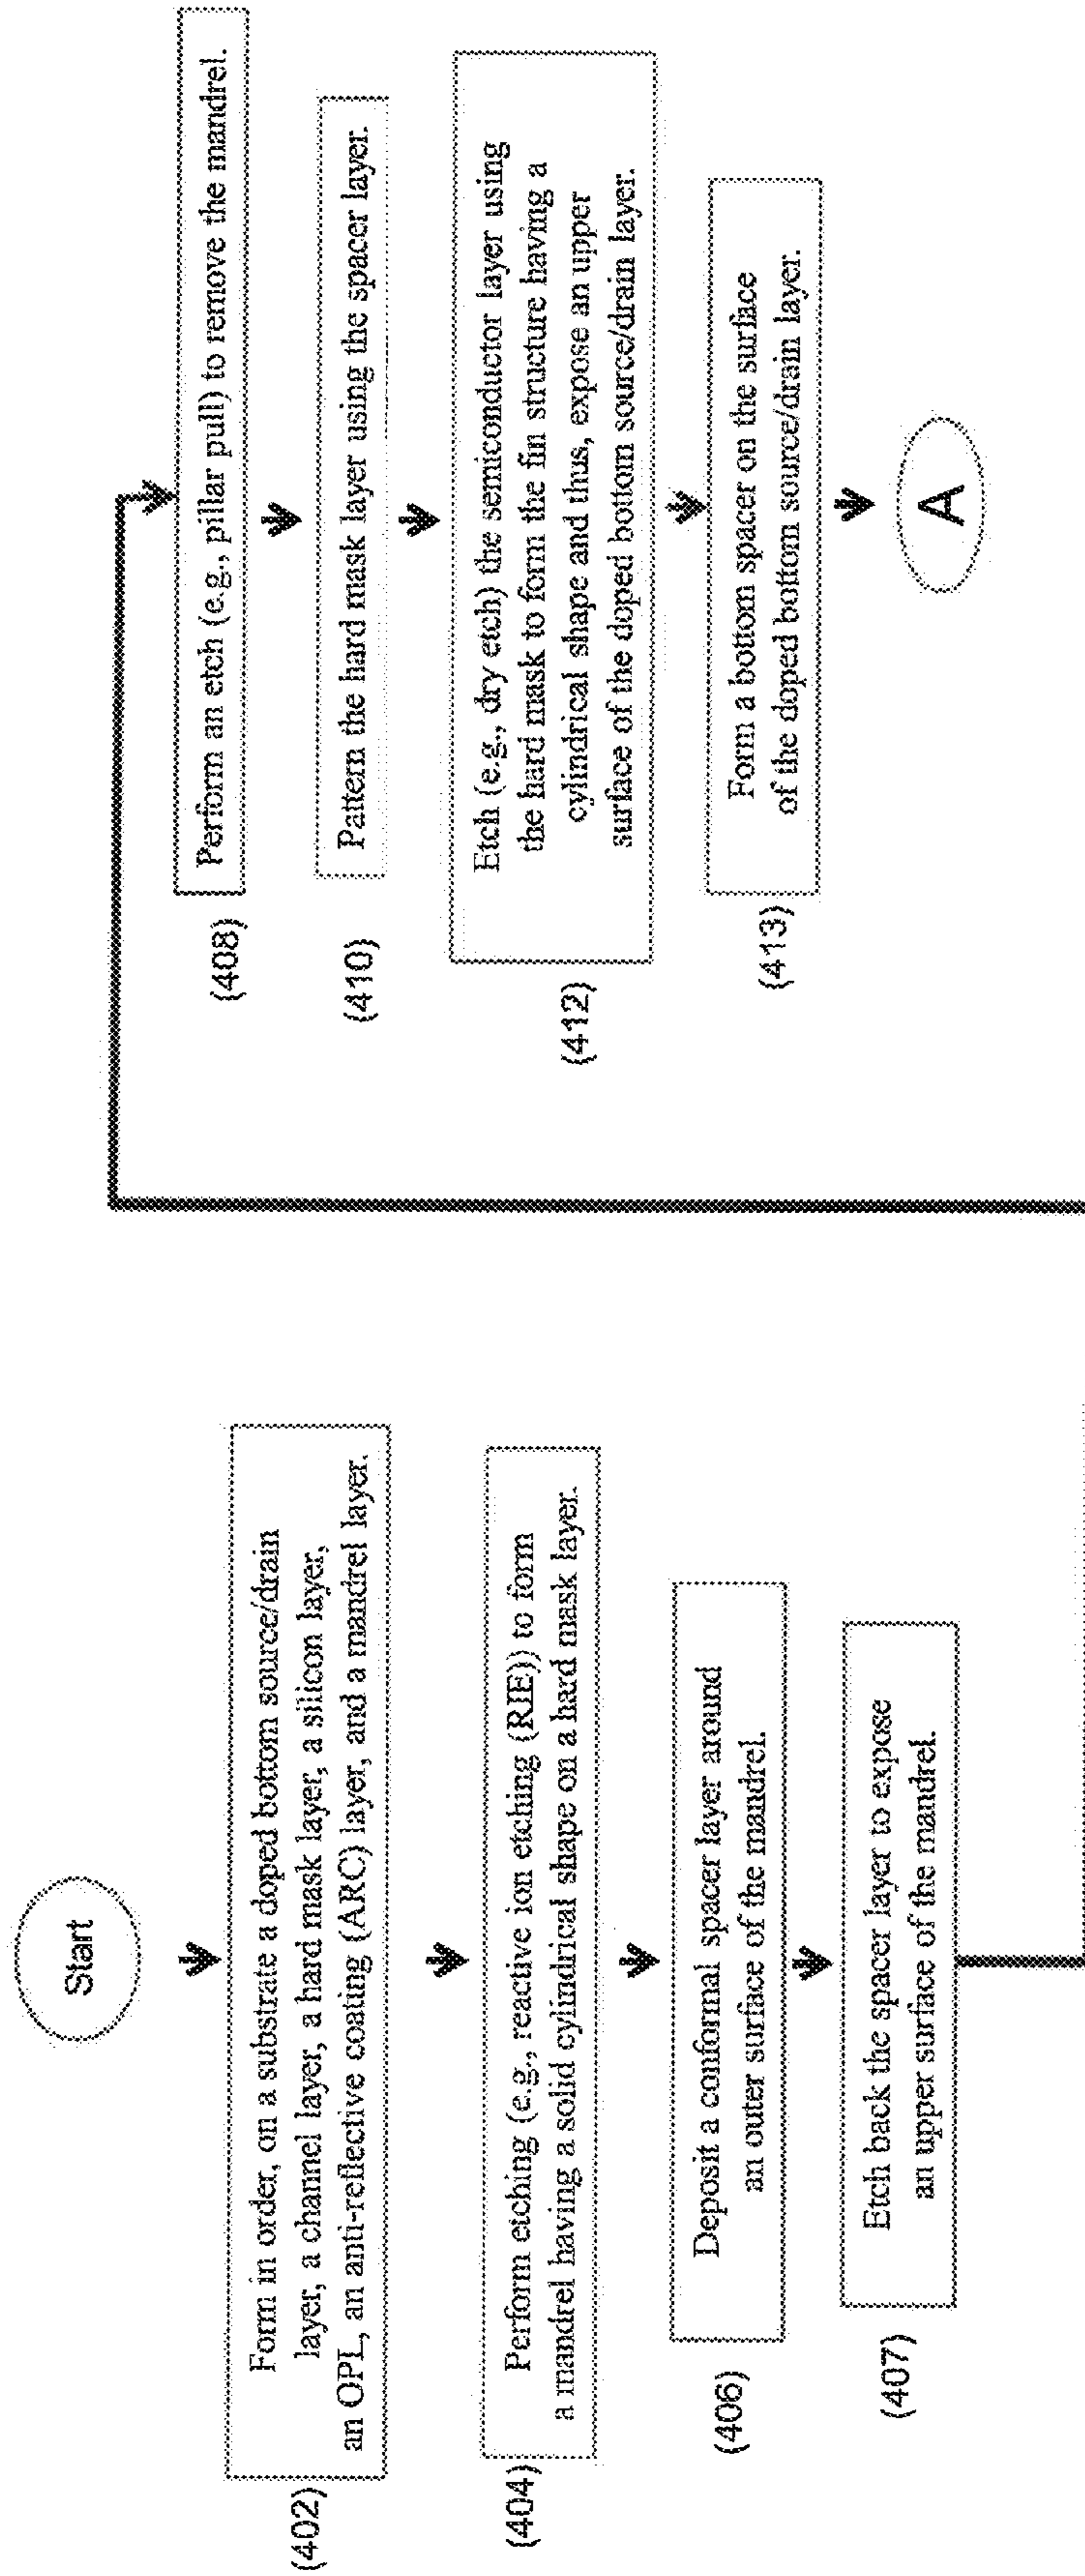 Start
(402)
Form in order, on a substrate a doped bottom source/drain
layer, a channel layer, a hard mask layer, a silicon layer,
an OPL, an anti-reflective coating (ARC) layer, and a mandrel layer.
(404)
Perform etching (e.g., reactive ion etching (RIE)) to form
a mandrel having a solid cylindrical shape on a hard mask layer.
(406)
Deposit a conformal spacer layer around
an outer surface of the mandrel.
(407)
Etch back the spacer layer to expose
an upper surface of the mandrel.
(408)
Perform an etch (e.g., pillar pull) to remove the mandrel.
(410)
Pattern the hard mask layer using the spacer layer.
(412)
Etch (e.g., dry etch) the semiconductor layer using
the hard mask to form the fin structure having a
cylindrical shape and thus, expose an upper
surface of the doped bottom source/drain layer.
(413)
Form a bottom spacer on the surface
of the doped bottom source/drain layer.
A